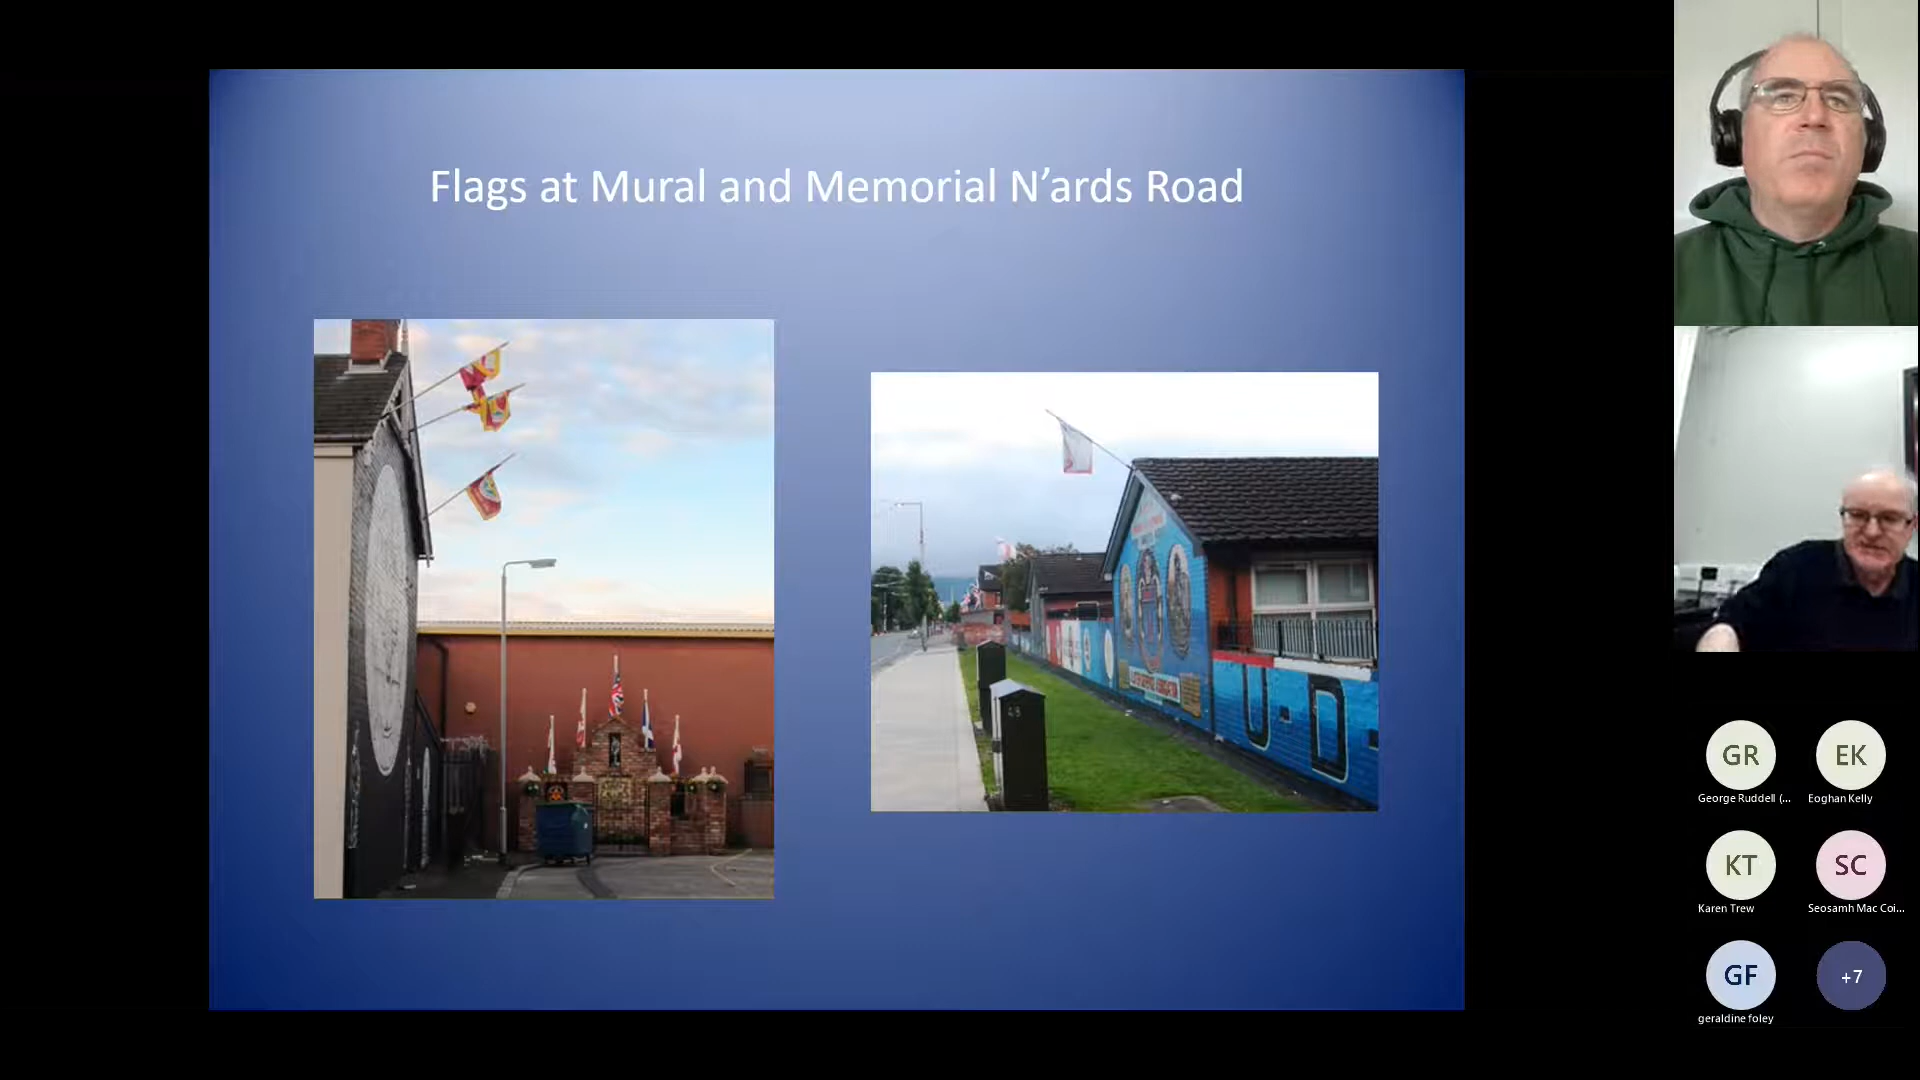 Flags at Mural and Memorial N'ards Road
U-D-
48
GR
EK
George Ruddell (...
Eoghan Kelly
KT
SC
Karen Trew
Seosamh Mac Coi...
GF
+7
geraldine foley